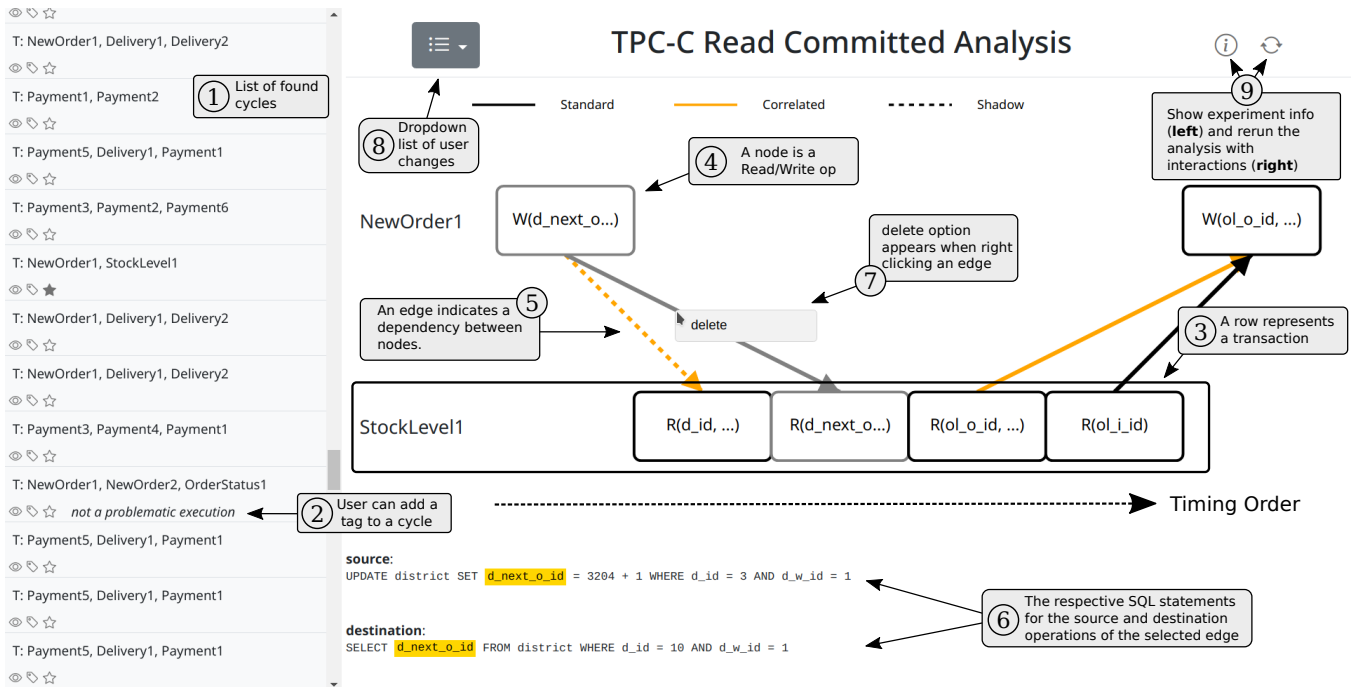 T: NewOrder1, Delivery1, Delivery2
T: Payment1, Payment2
T: Payment5, Delivery1, Payment1
T: Payment3, Payment2, Payment6
T: NewOrder1, StockLevel1
T: NewOrder1, Delivery1, Delivery2
T: NewOrder1, Delivery1, Delivery2
T: Payment3, Payment4, Payment1
T: NewOrder1, NewOrder2, OrderStatus1
not a problematic execution
T: Payment5, Delivery1, Payment1
T: Payment5, Delivery1, Payment1
T: Payment5, Delivery1, Payment1
1
List of found
cycles
2
User can add a
tag to a cycle
TPC-C Read Committed Analysis
Standard
Correlated
Shadow
8
Dropdown
list of user
changes
9
Show experiment info
(left) and rerun the
analysis with
interactions (right)
4
A node is a
Read/Write op
NewOrder1
W(d_next_o...)
W(ol_o_id, ...)
delete option
appears when right
clicking an edge
7
5
An edge indicates a
dependency between
nodes.
delete
3
A row represents
a transaction
StockLevel1
R(d_id, ...)
R(d_next_o...)
R(ol_o_id, ...)
R(ol_i_id)
Timing Order
source:
UPDATE district SET d_next_o_id = 3204 + 1 WHERE d_id = 3 AND d_w_id = 1
destination:
SELECT d_next_o_id FROM district WHERE d_id = 10 AND d_w_id = 1
6
The respective SQL statements
for the source and destination
operations of the selected edge